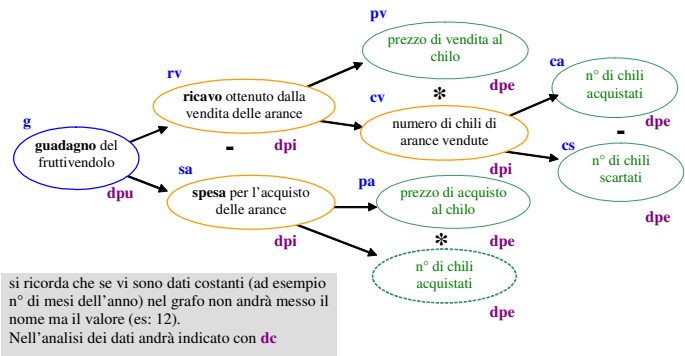 pv
prezzo di vendita al
chilo
dpe
rv
ricavo ottenuto dalla
vendita delle arance
dpi
*
cv
numero di chili di
arance vendute
dpi
ca
n° di chili
acquistati
dpe
-
cs
n° di chili
scartati
dpe
g
guadagno del
fruttivendolo
dpu
-
sa
spesa per l'acquisto
delle arance
dpi
pa
prezzo di acquisto
al chilo
dpe
*
n° di chili
acquistati
dpe
si ricorda che se vi sono dati costanti (ad esempio
n° di mesi dell'anno) nel grafo non andrà messo il
nome ma il valore (es: 12).
Nell'analisi dei dati andrà indicato con dc